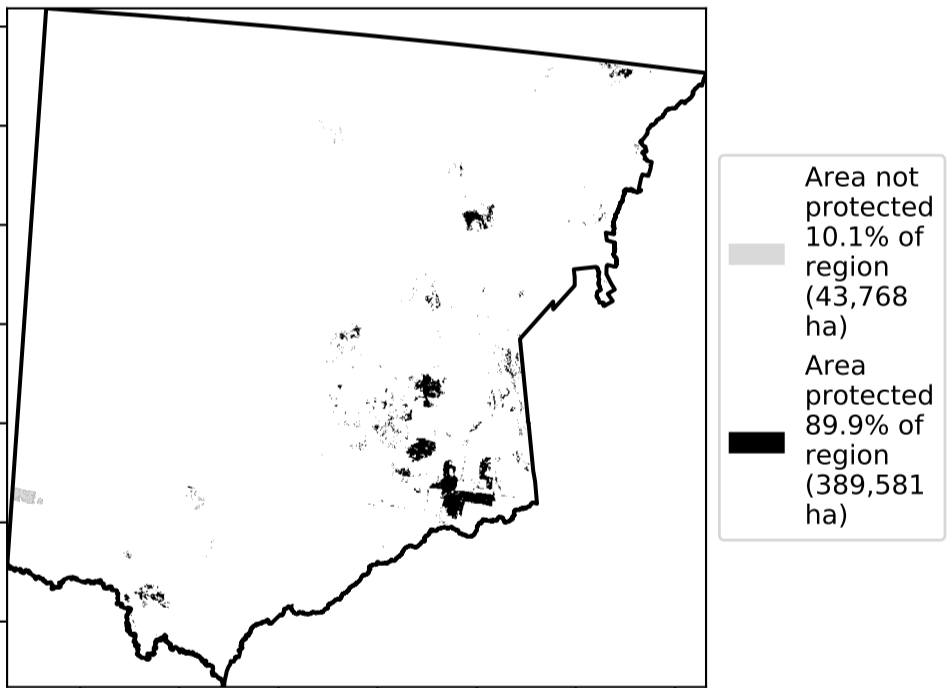 Area not
protected
10.1% of
region
(43,768
ha)
Area
protected
89.9% of
region
(389,581
ha)